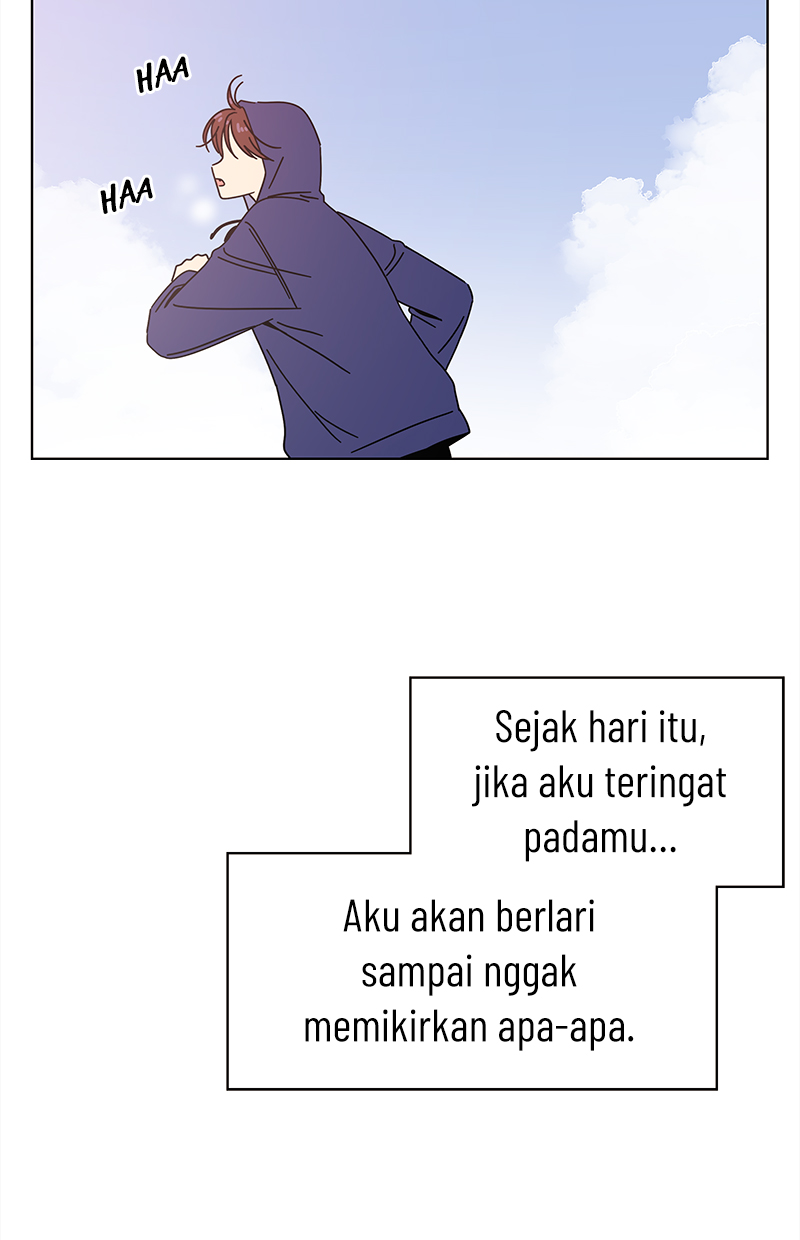 HAA
HAA
Sejak hari itu,
jika aku teringat
padamu...
Aku akan berlari
sampai nggak
memikirkan apa-apa.